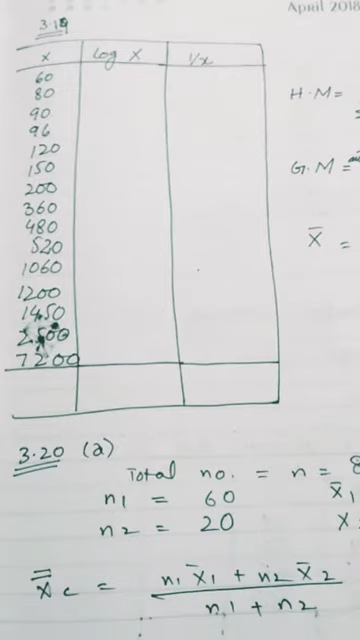 April 2018
3.19
X log X 1/x
60
80
90
96
120
150
200
360
480
520
1060
1200
1450
2500
7200
H.M=
G.M=
X̄ =
3.20 (a)
Total no. = n = 8
n1 = 60 x̄1
n2 = 20 X
X̿c = n1 x̄1 + n2 x̄2
n1 + n2